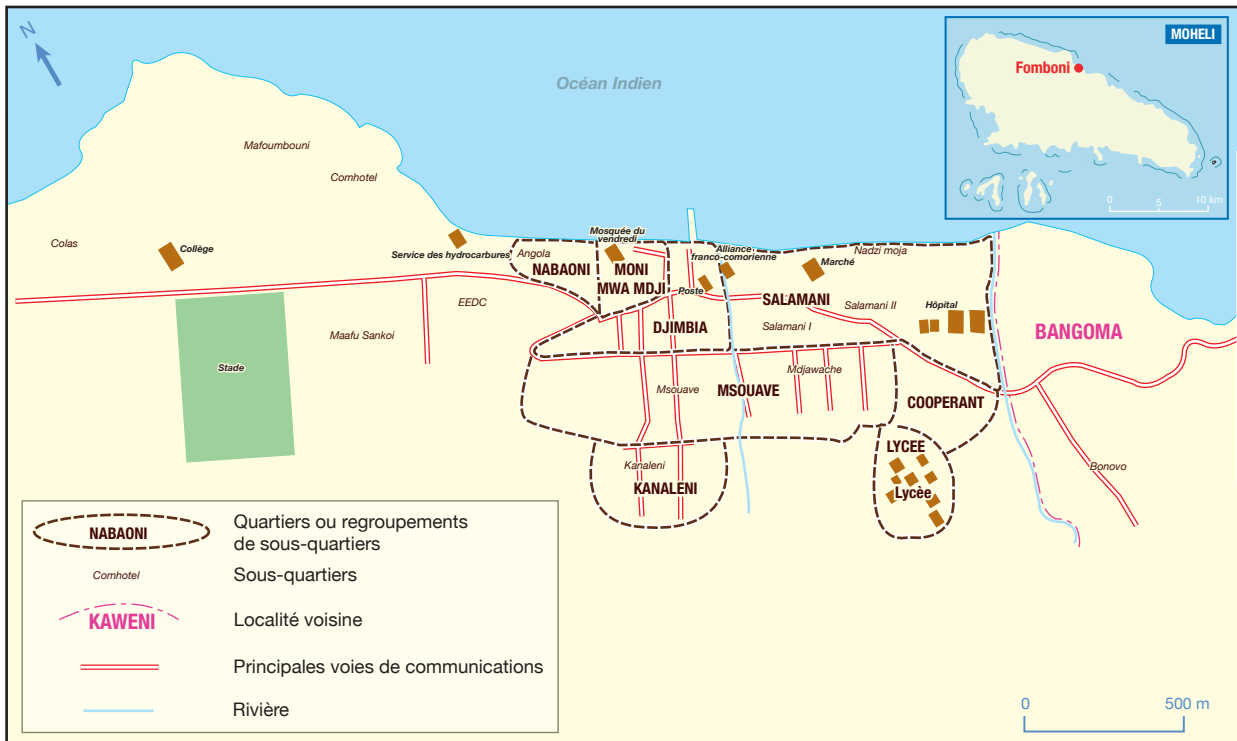 N
Océan Indien
MOHELI
Fomboni
0 5 10 km
Mafoumbouni
Comhotel
Colas
Collège
Service des hydrocarbures
Angola
NABAONI
Mosquée du
vendredi
MONI
MWA MDJI
Alliance
franco-comorienne
Poste
Marché
Nadzi moja
SALAMANI
Salamani II
Salamani I
Hôpital
BANGOMA
EEDC
Maafu Sankoi
Stade
DJIMBIA
Msouave
MSOUAVE
Mdjawache
COOPERANT
LYCEE
Lycèe
Kanaleni
KANALENI
Bonovo
NABAONI
Quartiers ou regroupements
de sous-quartiers
Comhotel
Sous-quartiers
KAWENI
Localité voisine
Principales voies de communications
Rivière
0 500 m